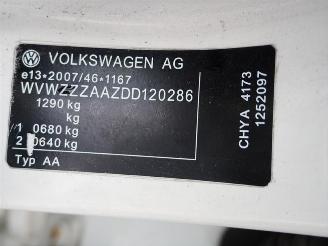 VOLKSWAGEN AG
e13*2007/46*1167
WVWZZZAAZDD120286
1290 kg
kg
1 0680 kg
2 0640 kg
Typ AA
CHYA 4173
1252097